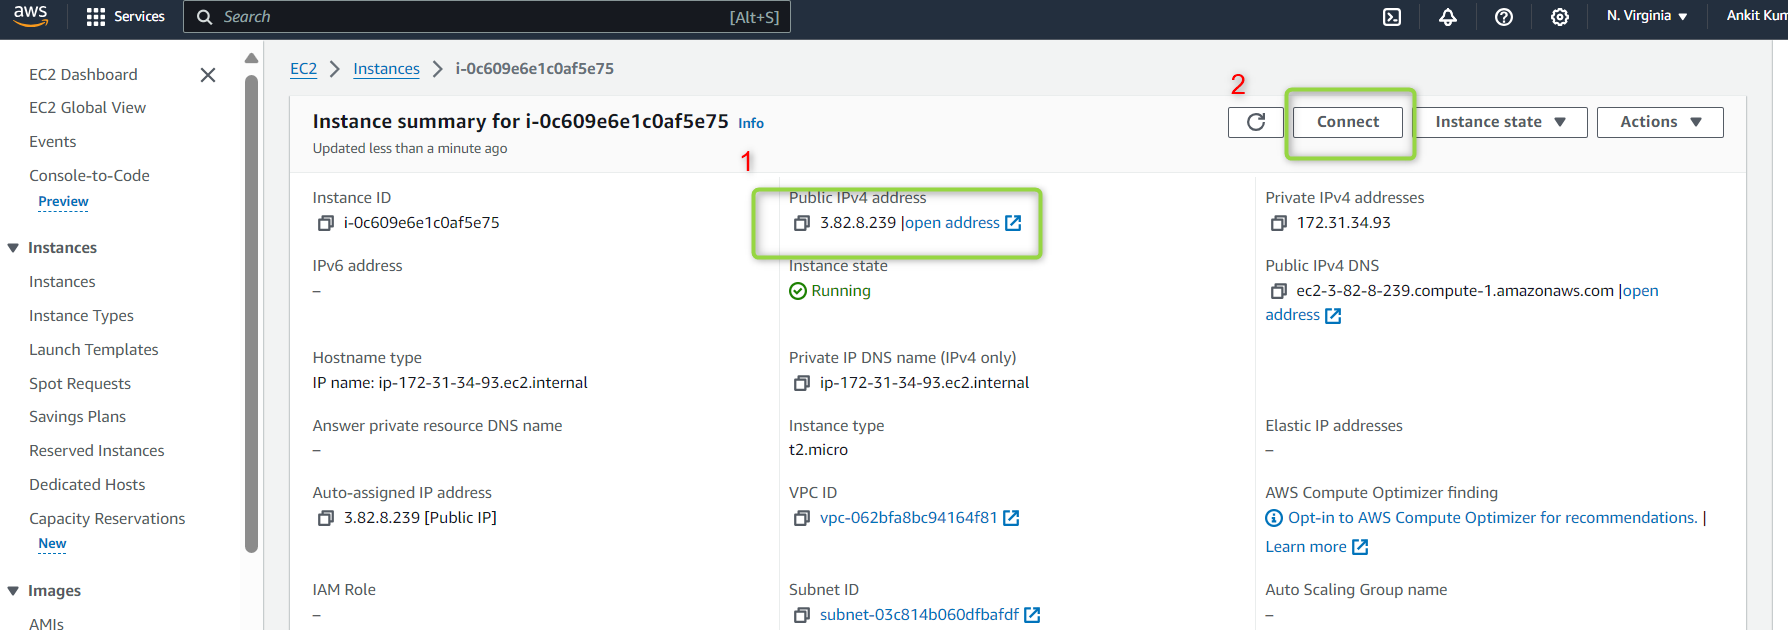 aws
Services
Search
[Alt+S]
N. Virginia
Ankit Kum
EC2 Dashboard
EC2 Global View
Events
Console-to-Code
Preview
Instances
Instances
Instance Types
Launch Templates
Spot Requests
Savings Plans
Reserved Instances
Dedicated Hosts
Capacity Reservations
New
Images
AMIs
EC2 > Instances > i-0c609e6e1c0af5e75
Instance summary for i-0c609e6e1c0af5e75 Info
Updated less than a minute ago
2
Connect
Instance state
Actions
1
Instance ID
i-0c609e6e1c0af5e75
Public IPv4 address
3.82.8.239 |open address
Private IPv4 addresses
172.31.34.93
IPv6 address
–
Instance state
Running
Public IPv4 DNS
ec2-3-82-8-239.compute-1.amazonaws.com |open
address
Hostname type
IP name: ip-172-31-34-93.ec2.internal
Private IP DNS name (IPv4 only)
ip-172-31-34-93.ec2.internal
Answer private resource DNS name
–
Instance type
t2.micro
Elastic IP addresses
–
Auto-assigned IP address
3.82.8.239 [Public IP]
VPC ID
vpc-062bfa8bc94164f81
AWS Compute Optimizer finding
Opt-in to AWS Compute Optimizer for recommendations. |
Learn more
IAM Role
–
Subnet ID
subnet-03c814b060dfbafdf
Auto Scaling Group name
–